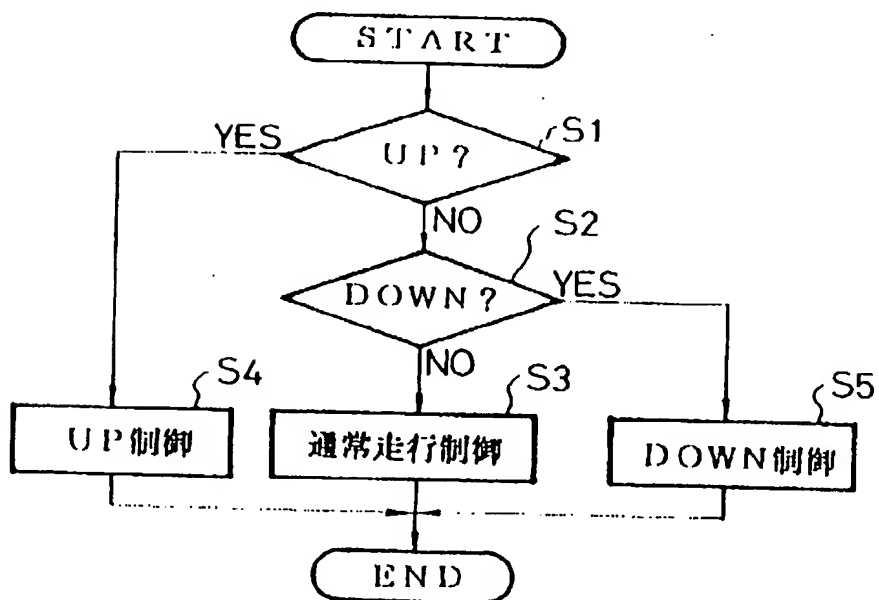 START
S1
YES
UP?
NO
S2
DOWN?
YES
NO
S4
S3
S5
UP制御
通常走行制御
DOWN制御
END